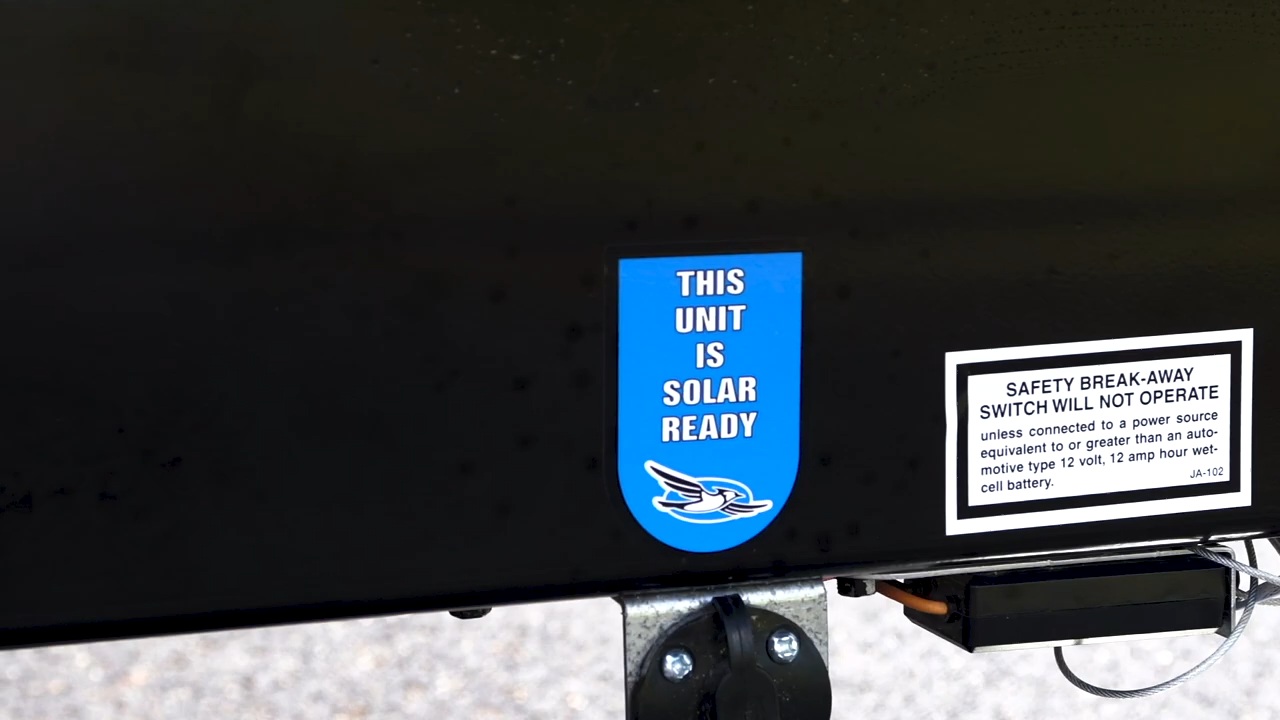 THIS
UNIT
IS
SOLAR
READY
SAFETY BREAK-AWAY
SWITCH WILL NOT OPERATE
unless connected to a power source
equivalent to or greater than an auto-
motive type 12 volt, 12 amp hour wet-
cell battery.
JA-102